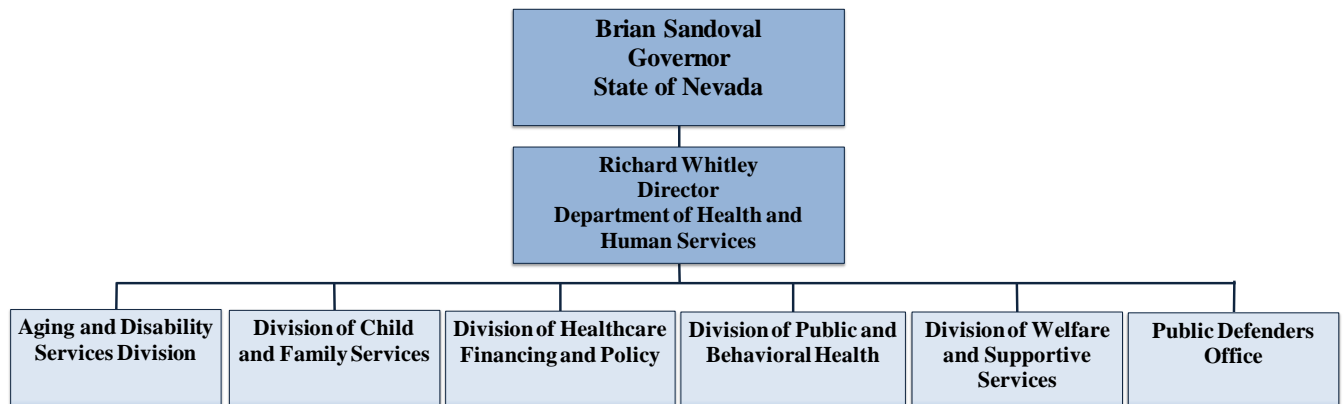 Brian Sandoval
Governor
State of Nevada
Richard Whitley
Director
Department of Health and
Human Services
Aging and Disability
Services Division
Division of Child
and Family Services
Division of Healthcare
Financing and Policy
Division of Public and
Behavioral Health
Division of Welfare
and Supportive
Services
Public Defenders
Office